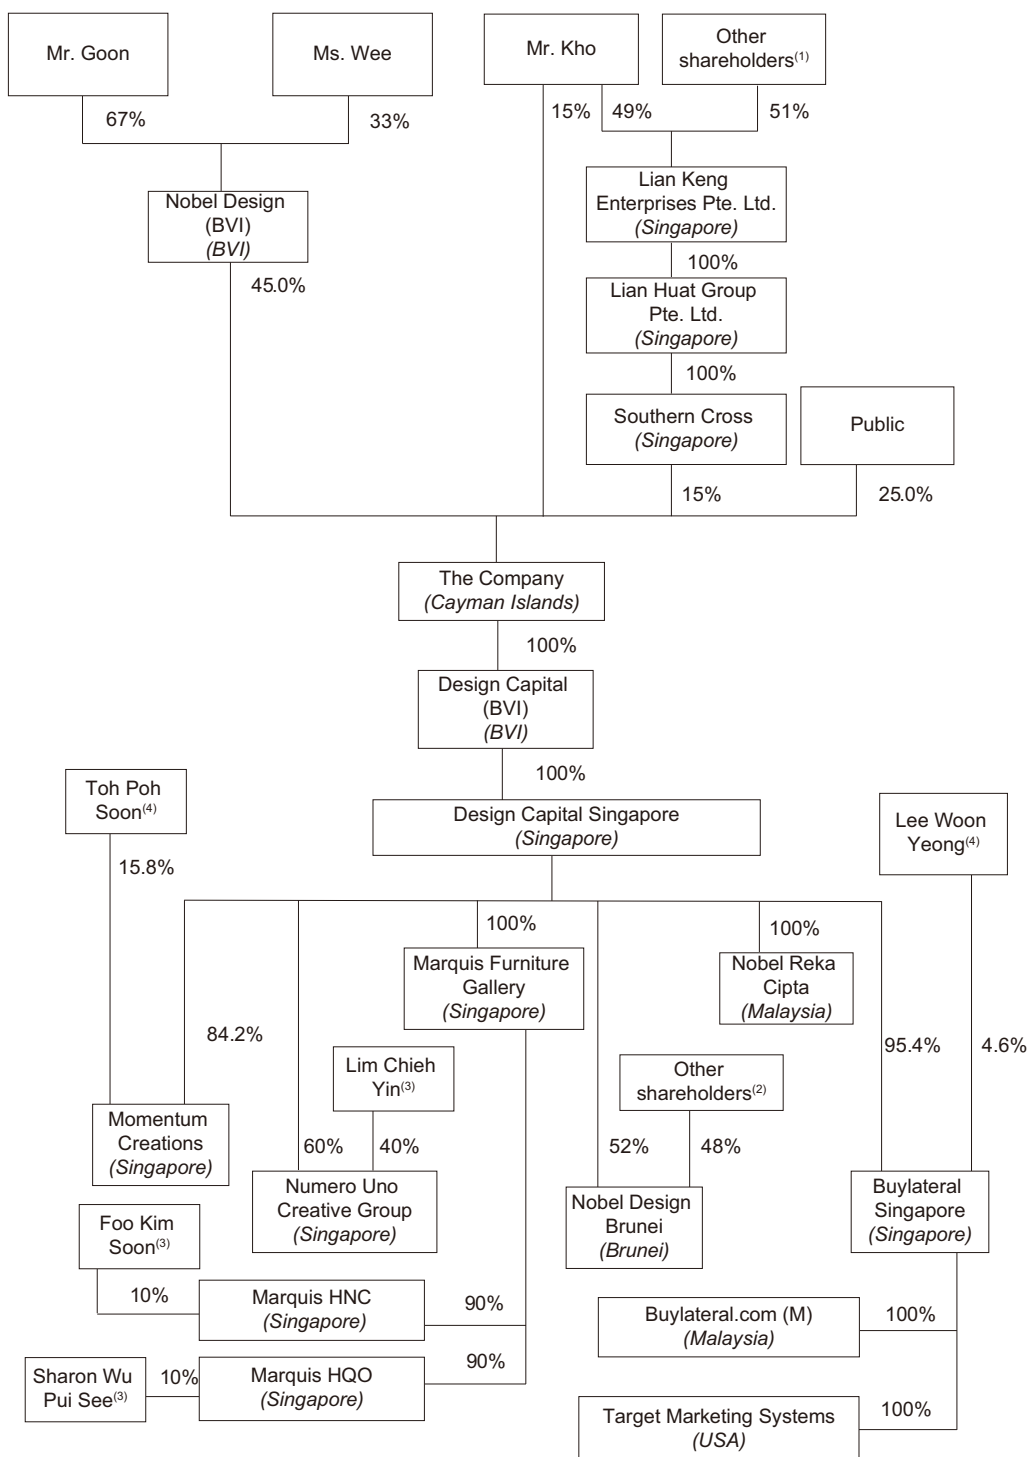 Mr. Goon
Ms. Wee
Mr. Kho
Other
shareholders(1)
67%
33%
15%
49%
51%
Nobel Design
(BVI)
(BVI)
Lian Keng
Enterprises Pte. Ltd.
(Singapore)
100%
45.0%
Lian Huat Group
Pte. Ltd.
(Singapore)
100%
Southern Cross
(Singapore)
Public
15%
25.0%
The Company
(Cayman Islands)
100%
Design Capital
(BVI)
(BVI)
100%
Toh Poh
Soon(4)
Design Capital Singapore
(Singapore)
Lee Woon
Yeong(4)
15.8%
100%
100%
Marquis Furniture
Gallery
(Singapore)
Nobel Reka
Cipta
(Malaysia)
84.2%
95.4%
4.6%
Lim Chieh
Yin(3)
Other
shareholders(2)
Momentum
Creations
(Singapore)
60%
40%
52%
48%
Numero Uno
Creative Group
(Singapore)
Nobel Design
Brunei
(Brunei)
Buylateral
Singapore
(Singapore)
Foo Kim
Soon(3)
10%
Marquis HNC
(Singapore)
90%
Buylateral.com (M)
(Malaysia)
100%
Sharon Wu
Pui See(3)
10%
Marquis HQO
(Singapore)
90%
Target Marketing Systems
(USA)
100%